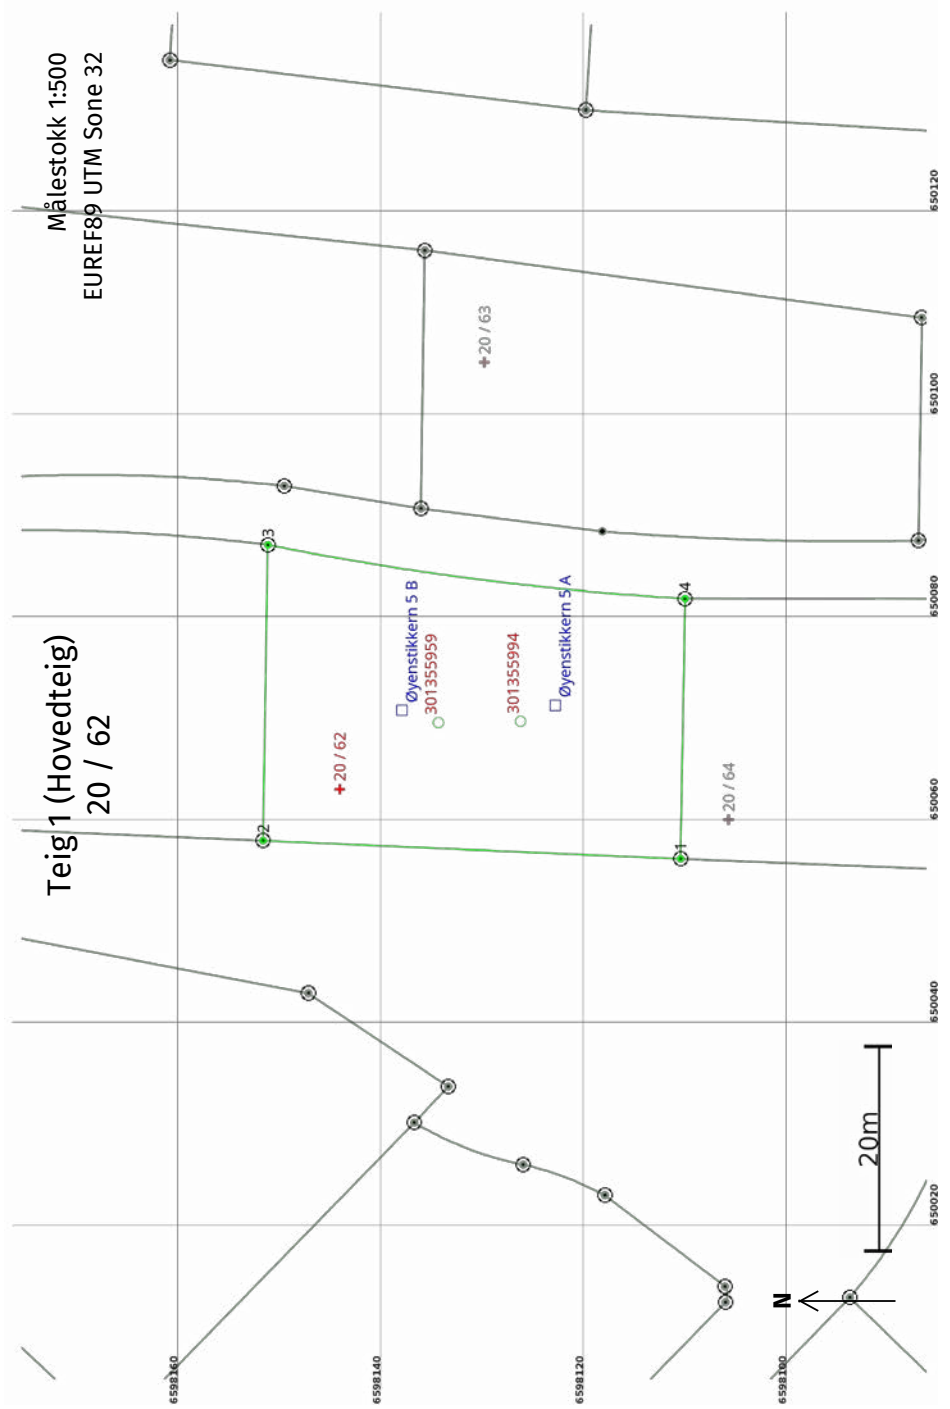 Teig 1 (Hovedteig)
20 / 62
Målestokk 1:500
EUREF89 UTM Sone 32
2
3
+20 / 62
Øyenstikkern 5 B
301355959
301355994
Øyenstikkern 5 A
+20 / 63
1
4
+20 / 64
20m
N
6598160
6598140
6598120
6598100
650020
650040
650060
650080
650100
650120